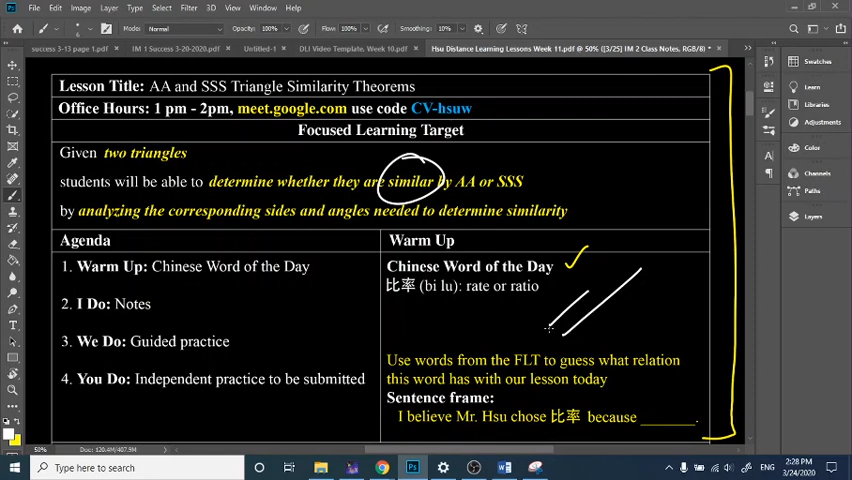 File Edit Image Layer Type Select Filter 3D View Window Help
Mode: Normal Opacity: 100% Flow: 100% Smoothing: 10%
success 3-13 page 1.pdf × IM 1 Success 3-20-2020.pdf × Untitled-1 × DLI Video Template, Week 10.pdf × Hsu Distance Learning Lessons Week 11.pdf @ 50% ([3/25] IM 2 Class Notes, RGB/8) * ×
Lesson Title: AA and SSS Triangle Similarity Theorems
Office Hours: 1 pm - 2pm, meet.google.com use code CV-hsuw
Focused Learning Target
Given two triangles
students will be able to determine whether they are similar by AA or SSS
by analyzing the corresponding sides and angles needed to determine similarity
Agenda
1. Warm Up: Chinese Word of the Day
2. I Do: Notes
3. We Do: Guided practice
4. You Do: Independent practice to be submitted
Warm Up
Chinese Word of the Day
比率 (bi lu): rate or ratio
Use words from the FLT to guess what relation
this word has with our lesson today
Sentence frame:
I believe Mr. Hsu chose 比率 because _______.
Swatches
Learn
Libraries
Adjustments
Color
Properties
Actions
Brushes
Channels
Paths
Layers
50% Doc: 120.4M/407.9M
Type here to search
ENG
2:28 PM
3/24/2020